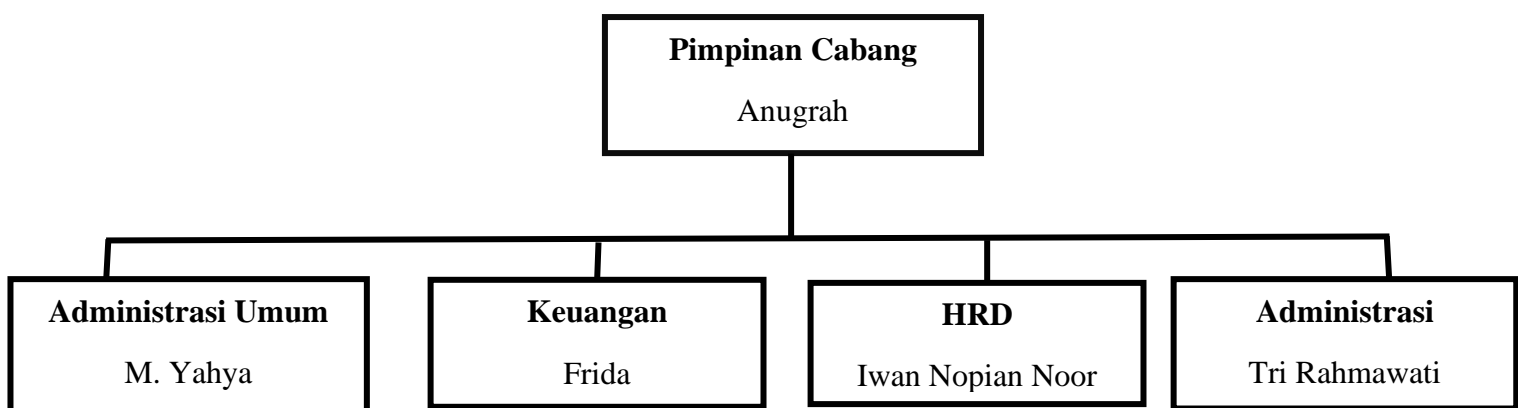 Pimpinan Cabang
Anugrah
Administrasi Umum
M. Yahya
Keuangan
Frida
HRD
Iwan Nopian Noor
Administrasi
Tri Rahmawati